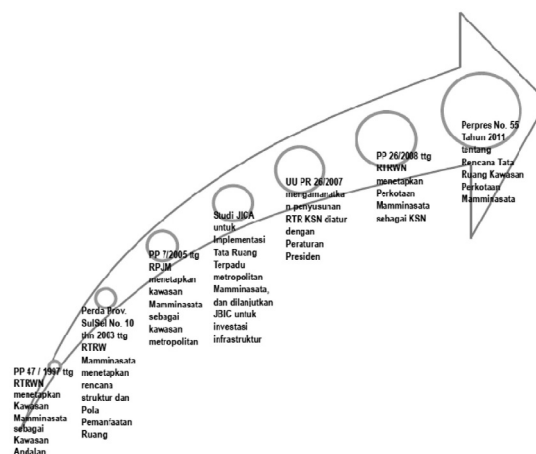 PP 47 / 1997 ttg
RTRWN
menetapkan
Kawasan
Mamminasata
sebagai
Kawasan
Andalan
Perda Prov.
SulSel No. 10
thn 2003 ttg
RTRW
Mamminasata
menetapkan
rencana
struktur dan
Pola
Pemanfaatan
Ruang
PP 7/2005 ttg
RPJM
menetapkan
kawasan
Mamminasata
sebagai
kawasan
metropolitan
Studi JICA
untuk
Implementasi
Tata Ruang
Terpadu
metropolitan
Mamminasata,
dan dilanjutkan
JBIC untuk
investasi
infrastruktur
UU PR 26/2007
mengamanatka
n penyusunan
RTR KSN diatur
dengan
Peraturan
Presiden
PP 26/2008 ttg
RTRWN
menetapkan
Perkotaan
Mamminasata
sebagai KSN
Perpres No. 55
Tahun 2011
tentang
Rencana Tata
Ruang Kawasan
Perkotaan
Mamminasata